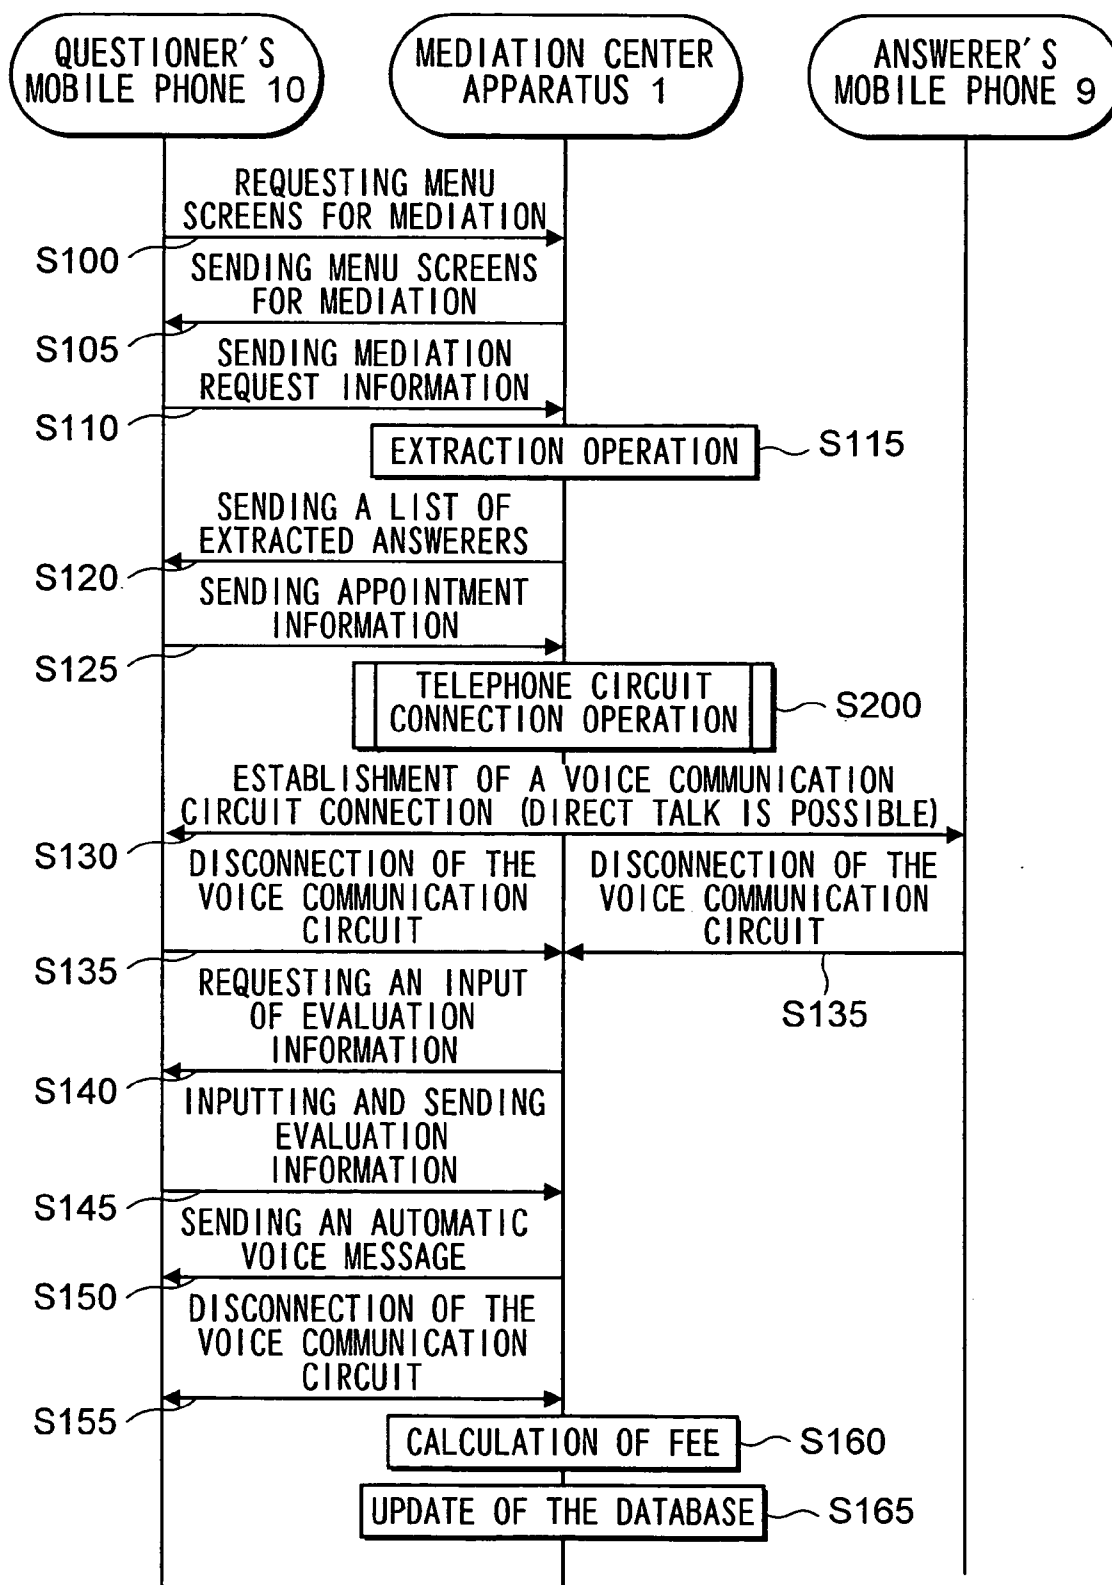 QUESTIONER'S
MOBILE PHONE 10
MEDIATION CENTER
APPARATUS 1
ANSWERER'S
MOBILE PHONE 9
REQUESTING MENU
SCREENS FOR MEDIATION
S100
SENDING MENU SCREENS
FOR MEDIATION
S105
SENDING MEDIATION
REQUEST INFORMATION
S110
EXTRACTION OPERATION
S115
SENDING A LIST OF
EXTRACTED ANSWERERS
S120
SENDING APPOINTMENT
INFORMATION
S125
TELEPHONE CIRCUIT
CONNECTION OPERATION
S200
ESTABLISHMENT OF A VOICE COMMUNICATION
CIRCUIT CONNECTION (DIRECT TALK IS POSSIBLE)
S130
DISCONNECTION OF THE
VOICE COMMUNICATION
CIRCUIT
S135
DISCONNECTION OF THE
VOICE COMMUNICATION
CIRCUIT
S135
REQUESTING AN INPUT
OF EVALUATION
INFORMATION
S140
INPUTTING AND SENDING
EVALUATION
INFORMATION
S145
SENDING AN AUTOMATIC
VOICE MESSAGE
S150
DISCONNECTION OF THE
VOICE COMMUNICATION
CIRCUIT
S155
CALCULATION OF FEE
S160
UPDATE OF THE DATABASE
S165